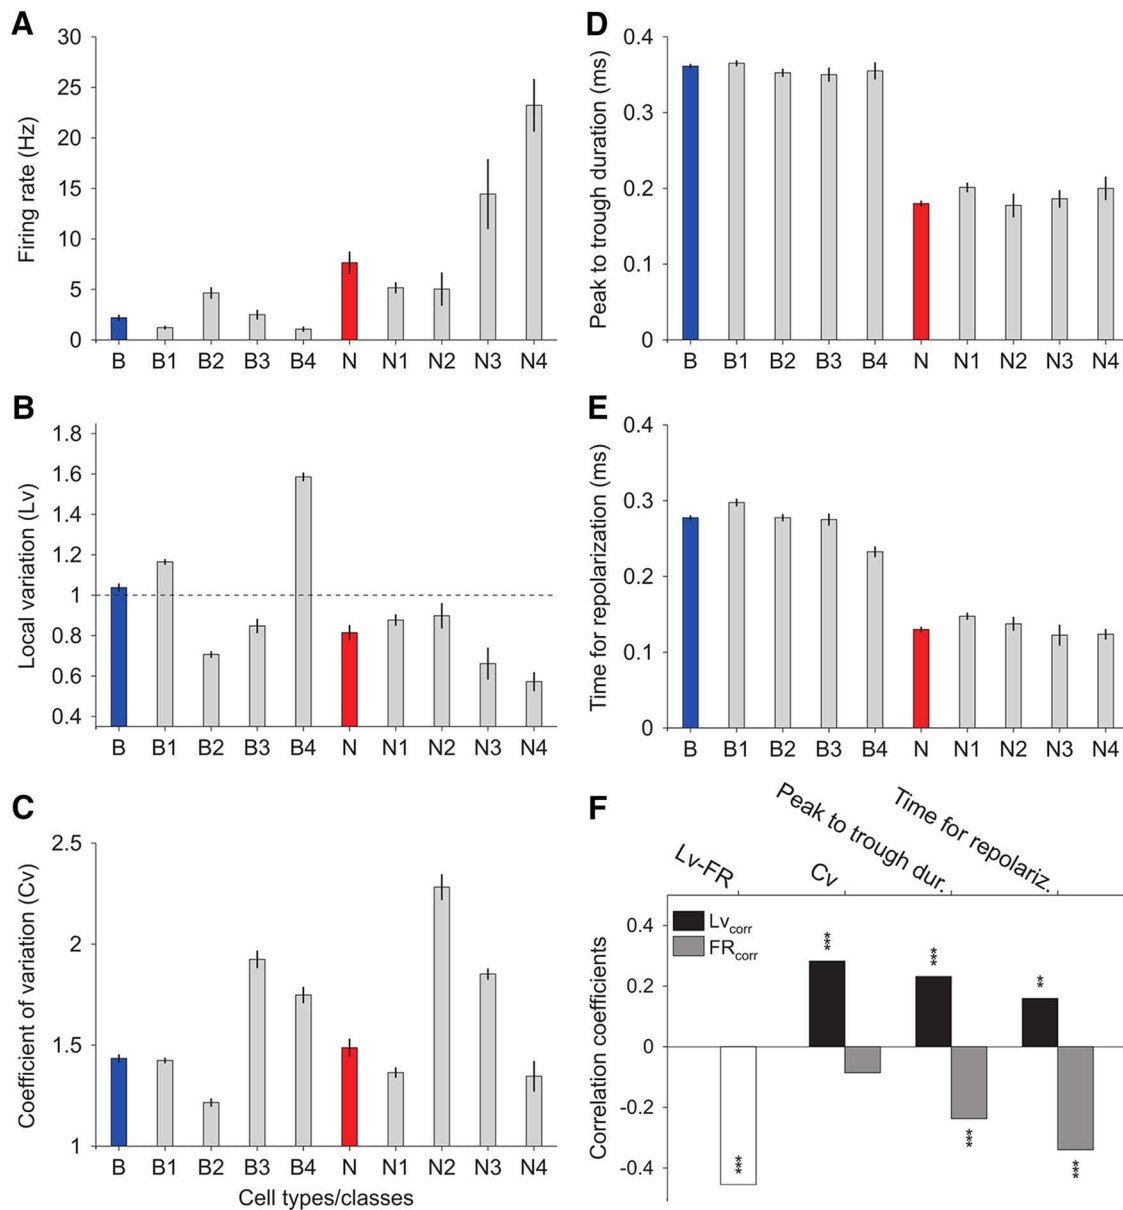 A
Firing rate (Hz)
30
25
20
15
10
5
0
B B1 B2 B3 B4 N N1 N2 N3 N4
B
Local variation (Lv)
1.8
1.6
1.4
1.2
1
0.8
0.6
0.4
B B1 B2 B3 B4 N N1 N2 N3 N4
C
Coefficient of variation (Cv)
2.5
2
1.5
1
B B1 B2 B3 B4 N N1 N2 N3 N4
Cell types/classes
D
Peak to trough duration (ms)
0.4
0.3
0.2
0.1
0
B B1 B2 B3 B4 N N1 N2 N3 N4
E
Time for repolarization (ms)
0.4
0.3
0.2
0.1
0
B B1 B2 B3 B4 N N1 N2 N3 N4
F
Lv-FR
Cv
Peak to trough dur.
Time for repolariz.
Correlation coefficients
0.4
0.2
0
-0.2
-0.4
Lvcorr
FRcorr
***
***
***
**
***
***